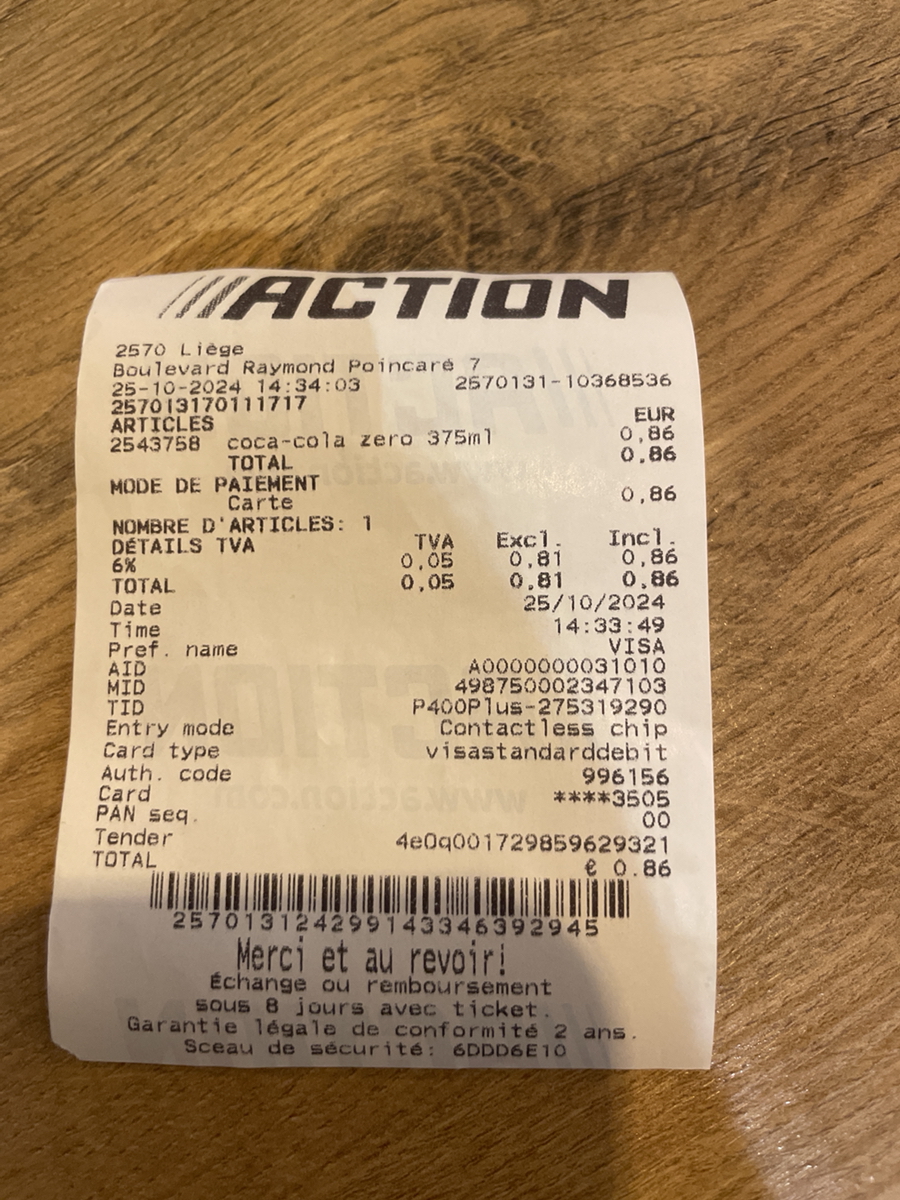 ///ACTION
2570 Liège
Boulevard Raymond Poincaré 7
25-10-2024 14:34:03 2570131-10368536
257013170111717
ARTICLES EUR
2543758 coca-cola zero 375ml 0,86
TOTAL 0,86
MODE DE PAIEMENT
Carte 0,86
NOMBRE D'ARTICLES: 1
DÉTAILS TVA TVA Excl. Incl.
6% 0,05 0,81 0,86
TOTAL 0,05 0,81 0,86
Date 25/10/2024
Time 14:33:49
Pref. name VISA
AID A0000000031010
MID 498750002347103
TID P400Plus-275319290
Entry mode Contactless chip
Card type visastandarddebit
Auth. code 996156
Card ****3505
PAN seq. 00
Tender 4e0q001729859629321
TOTAL € 0.86
2570131242991433463929​45
Merci et au revoir!
Échange ou remboursement
sous 8 jours avec ticket.
Garantie légale de conformité 2 ans.
Sceau de sécurité: 6DDD6E10